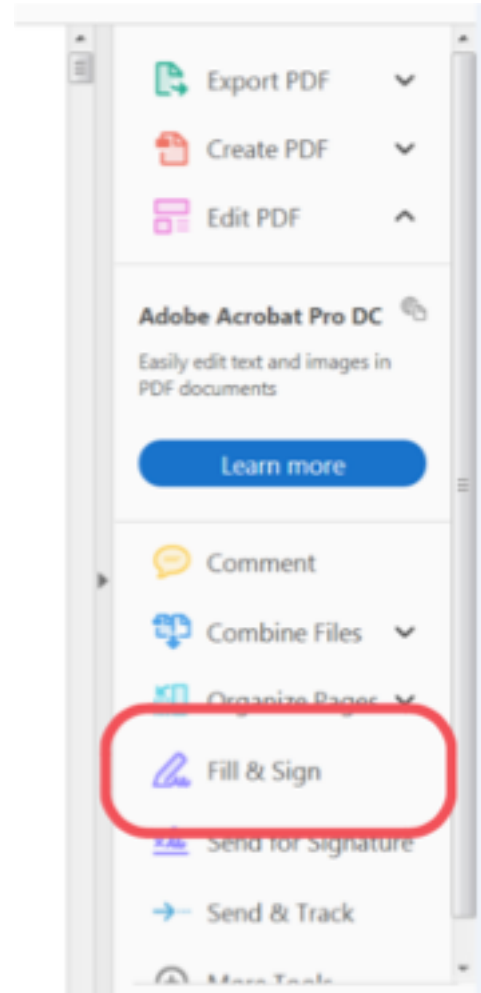 Export PDF
Create PDF
Edit PDF
Adobe Acrobat Pro DC
Easily edit text and images in
PDF documents
Learn more
Comment
Combine Files
Organize Pages
Fill & Sign
Send for Signature
Send & Track
More Tools